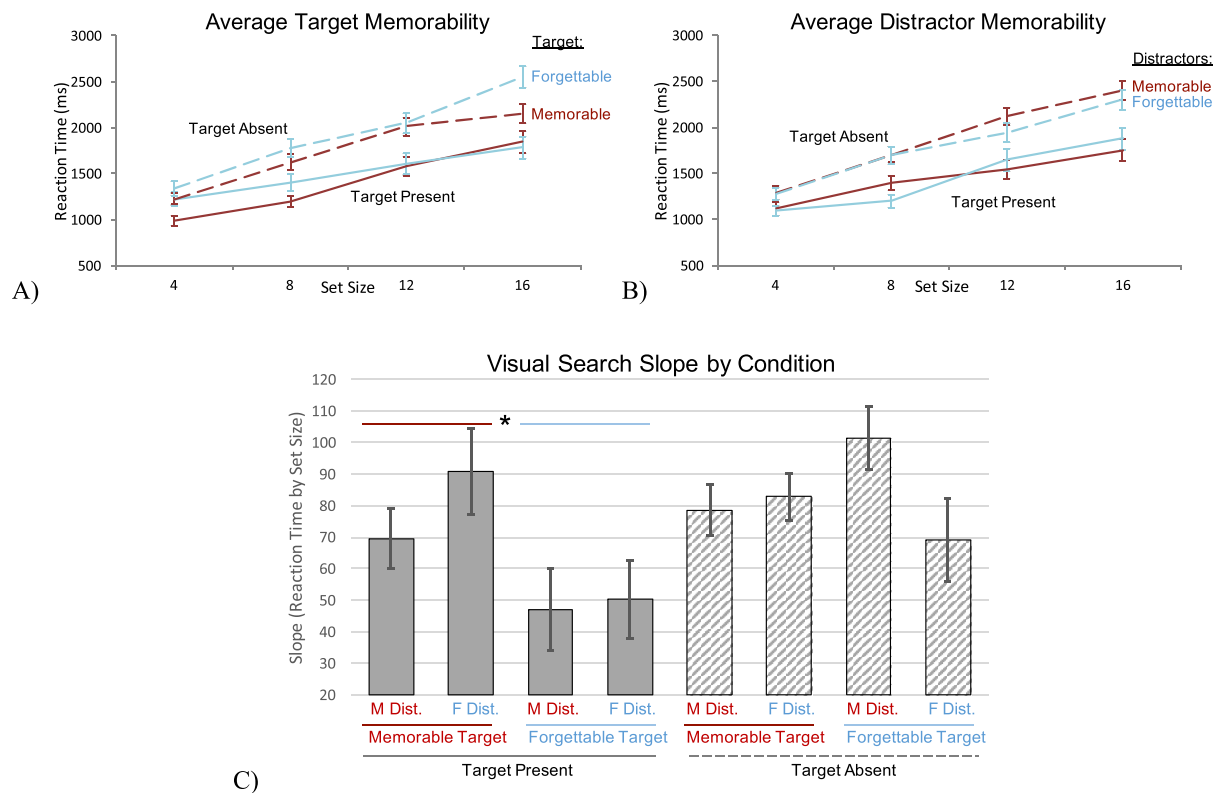 Average Target Memorability
Reaction Time (ms)
3000
2500
2000
1500
1000
500
Target:
Forgettable
Memorable
Target Absent
Target Present
4 8 12 16
Set Size
A)
Average Distractor Memorability
Reaction Time (ms)
3000
2500
2000
1500
1000
500
Distractors:
Memorable
Forgettable
Target Absent
Target Present
4 8 12 16
Set Size
B)
Visual Search Slope by Condition
Slope (Reaction Time by Set Size)
120
110
100
90
80
70
60
50
40
30
20
*
M Dist. F Dist. M Dist. F Dist. M Dist. F Dist. M Dist. F Dist.
Memorable Target Forgettable Target Memorable Target Forgettable Target
Target Present Target Absent
C)